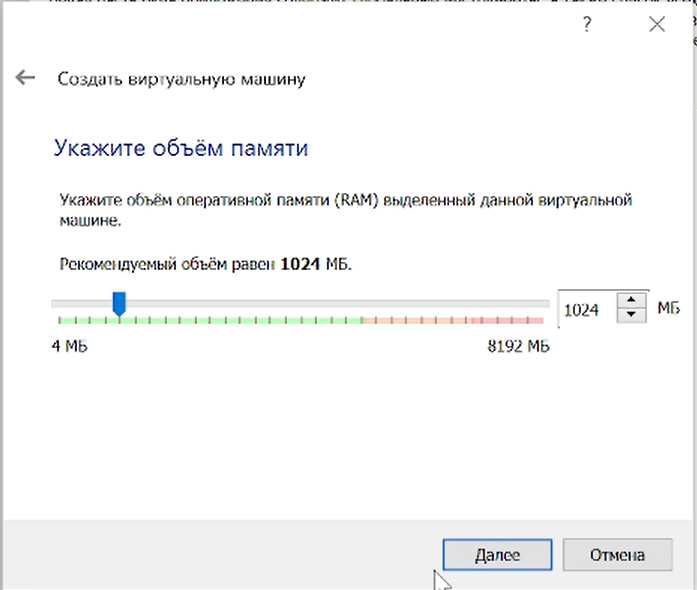 ?
Создать виртуальную машину
Укажите объём памяти
Укажите объём оперативной памяти (RAM) выделенный данной виртуальной
машине.
Рекомендуемый объём равен 1024 МБ.
1024 МБ
4 МБ 8192 МБ
Далее Отмена